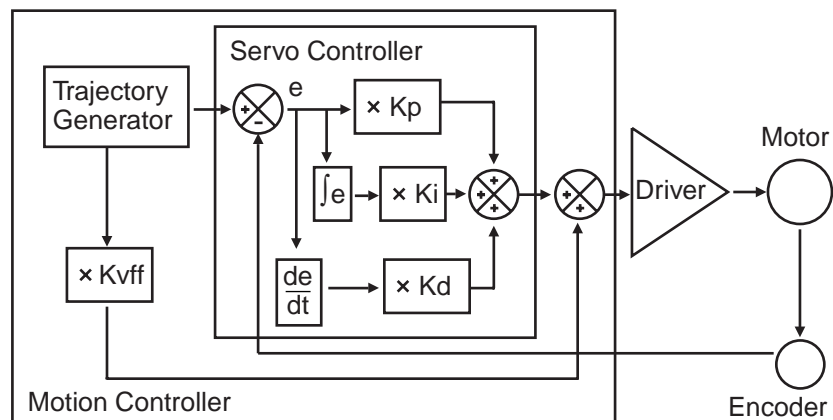 Servo Controller
Trajectory
Generator
+
−
e
× Kp
∫e
× Ki
+
+
+
+
+
Driver
Motor
× Kvff
de
dt
× Kd
Motion Controller
Encoder